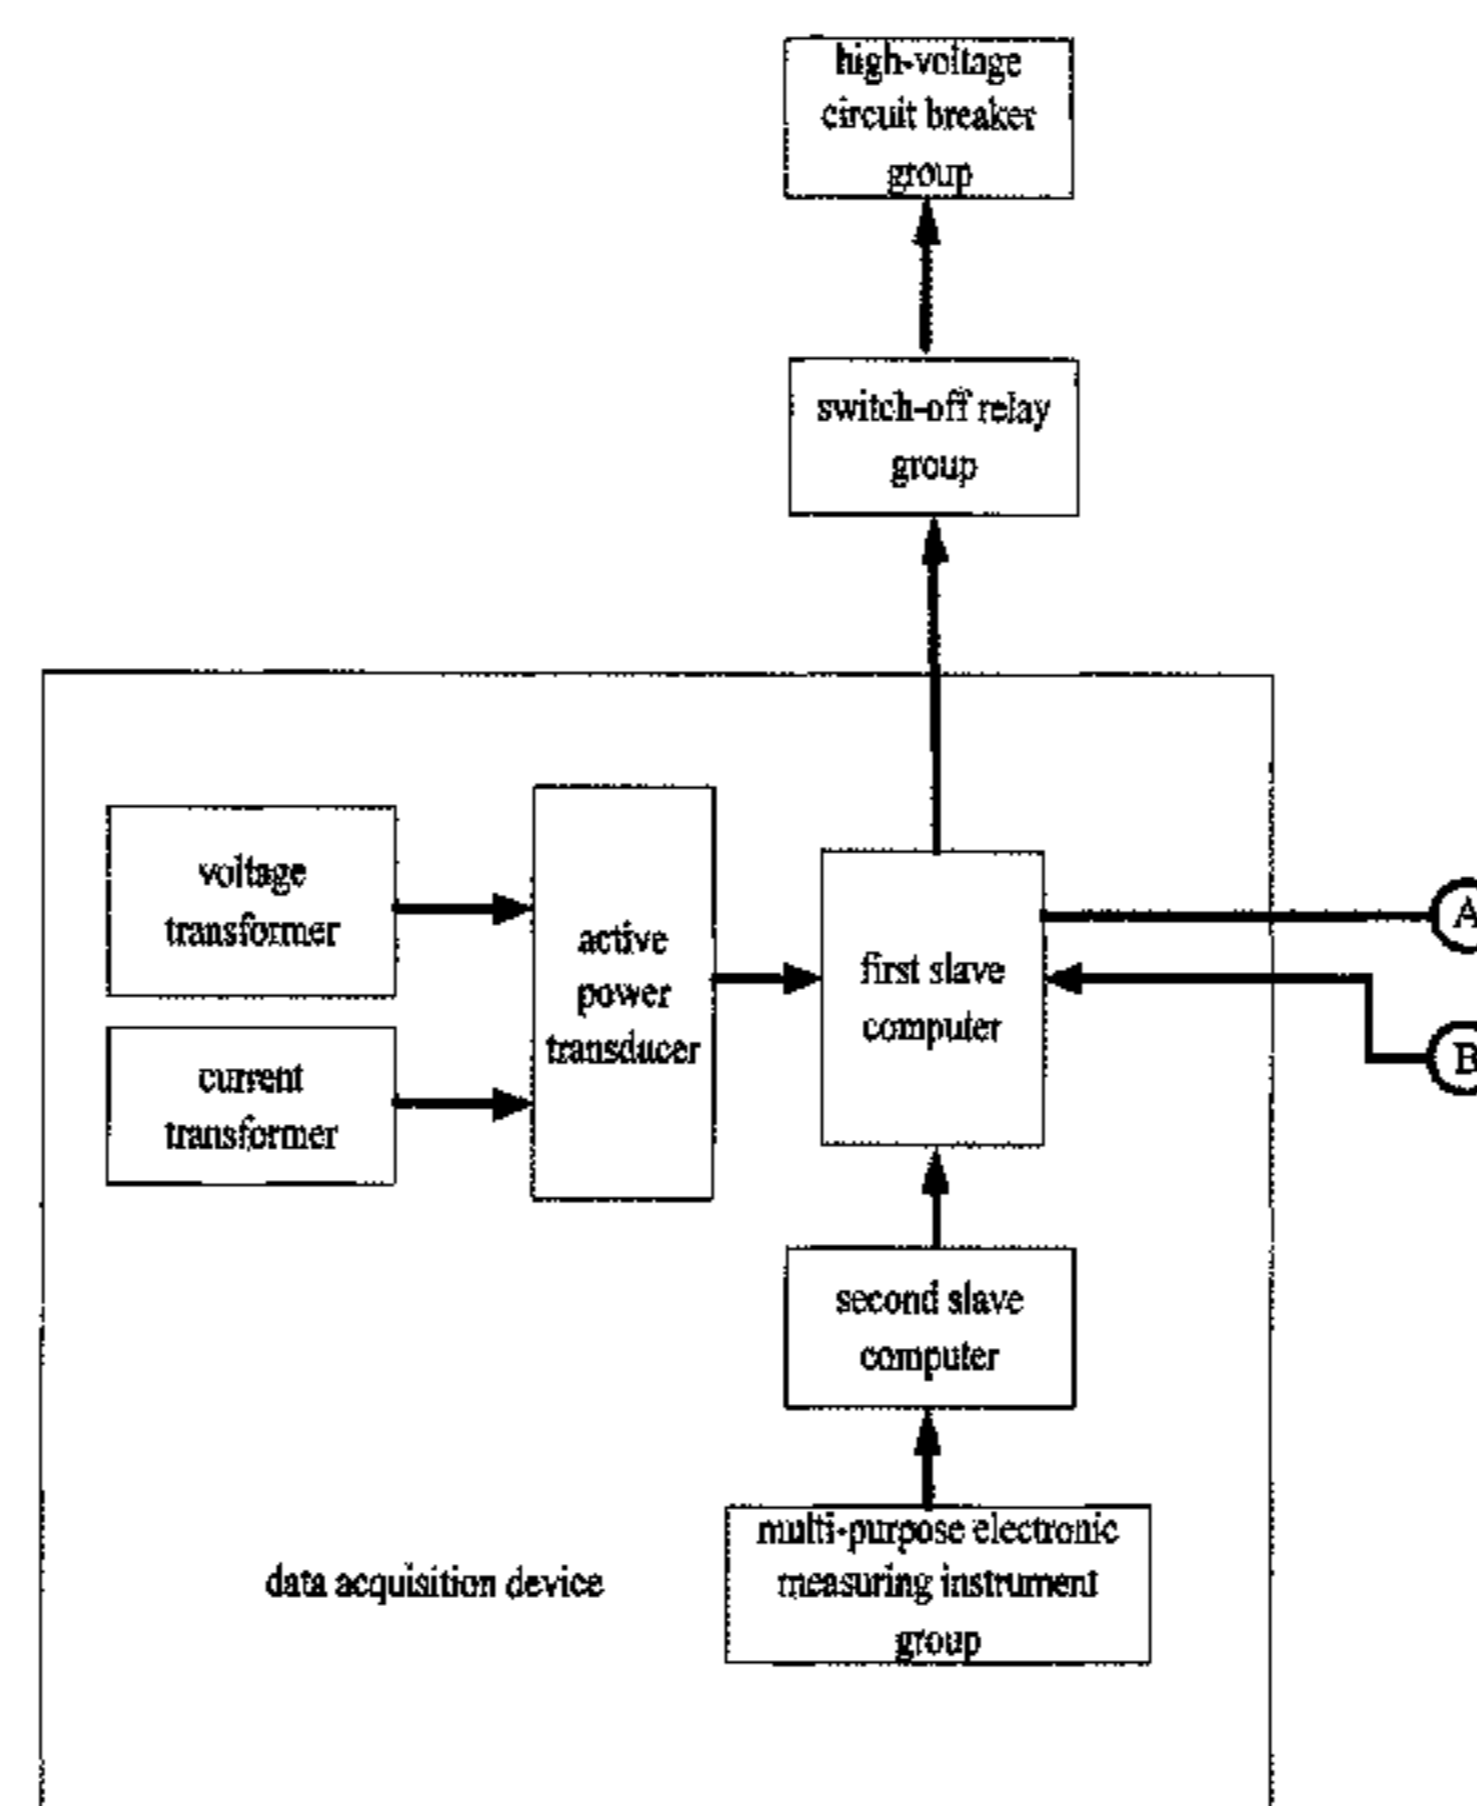 high-voltage
circuit breaker
group
switch-off relay
group
voltage
transformer
current
transformer
active
power
transducer
first slave
computer
A
B
second slave
computer
multi-purpose electronic
measuring instrument
group
data acquisition device